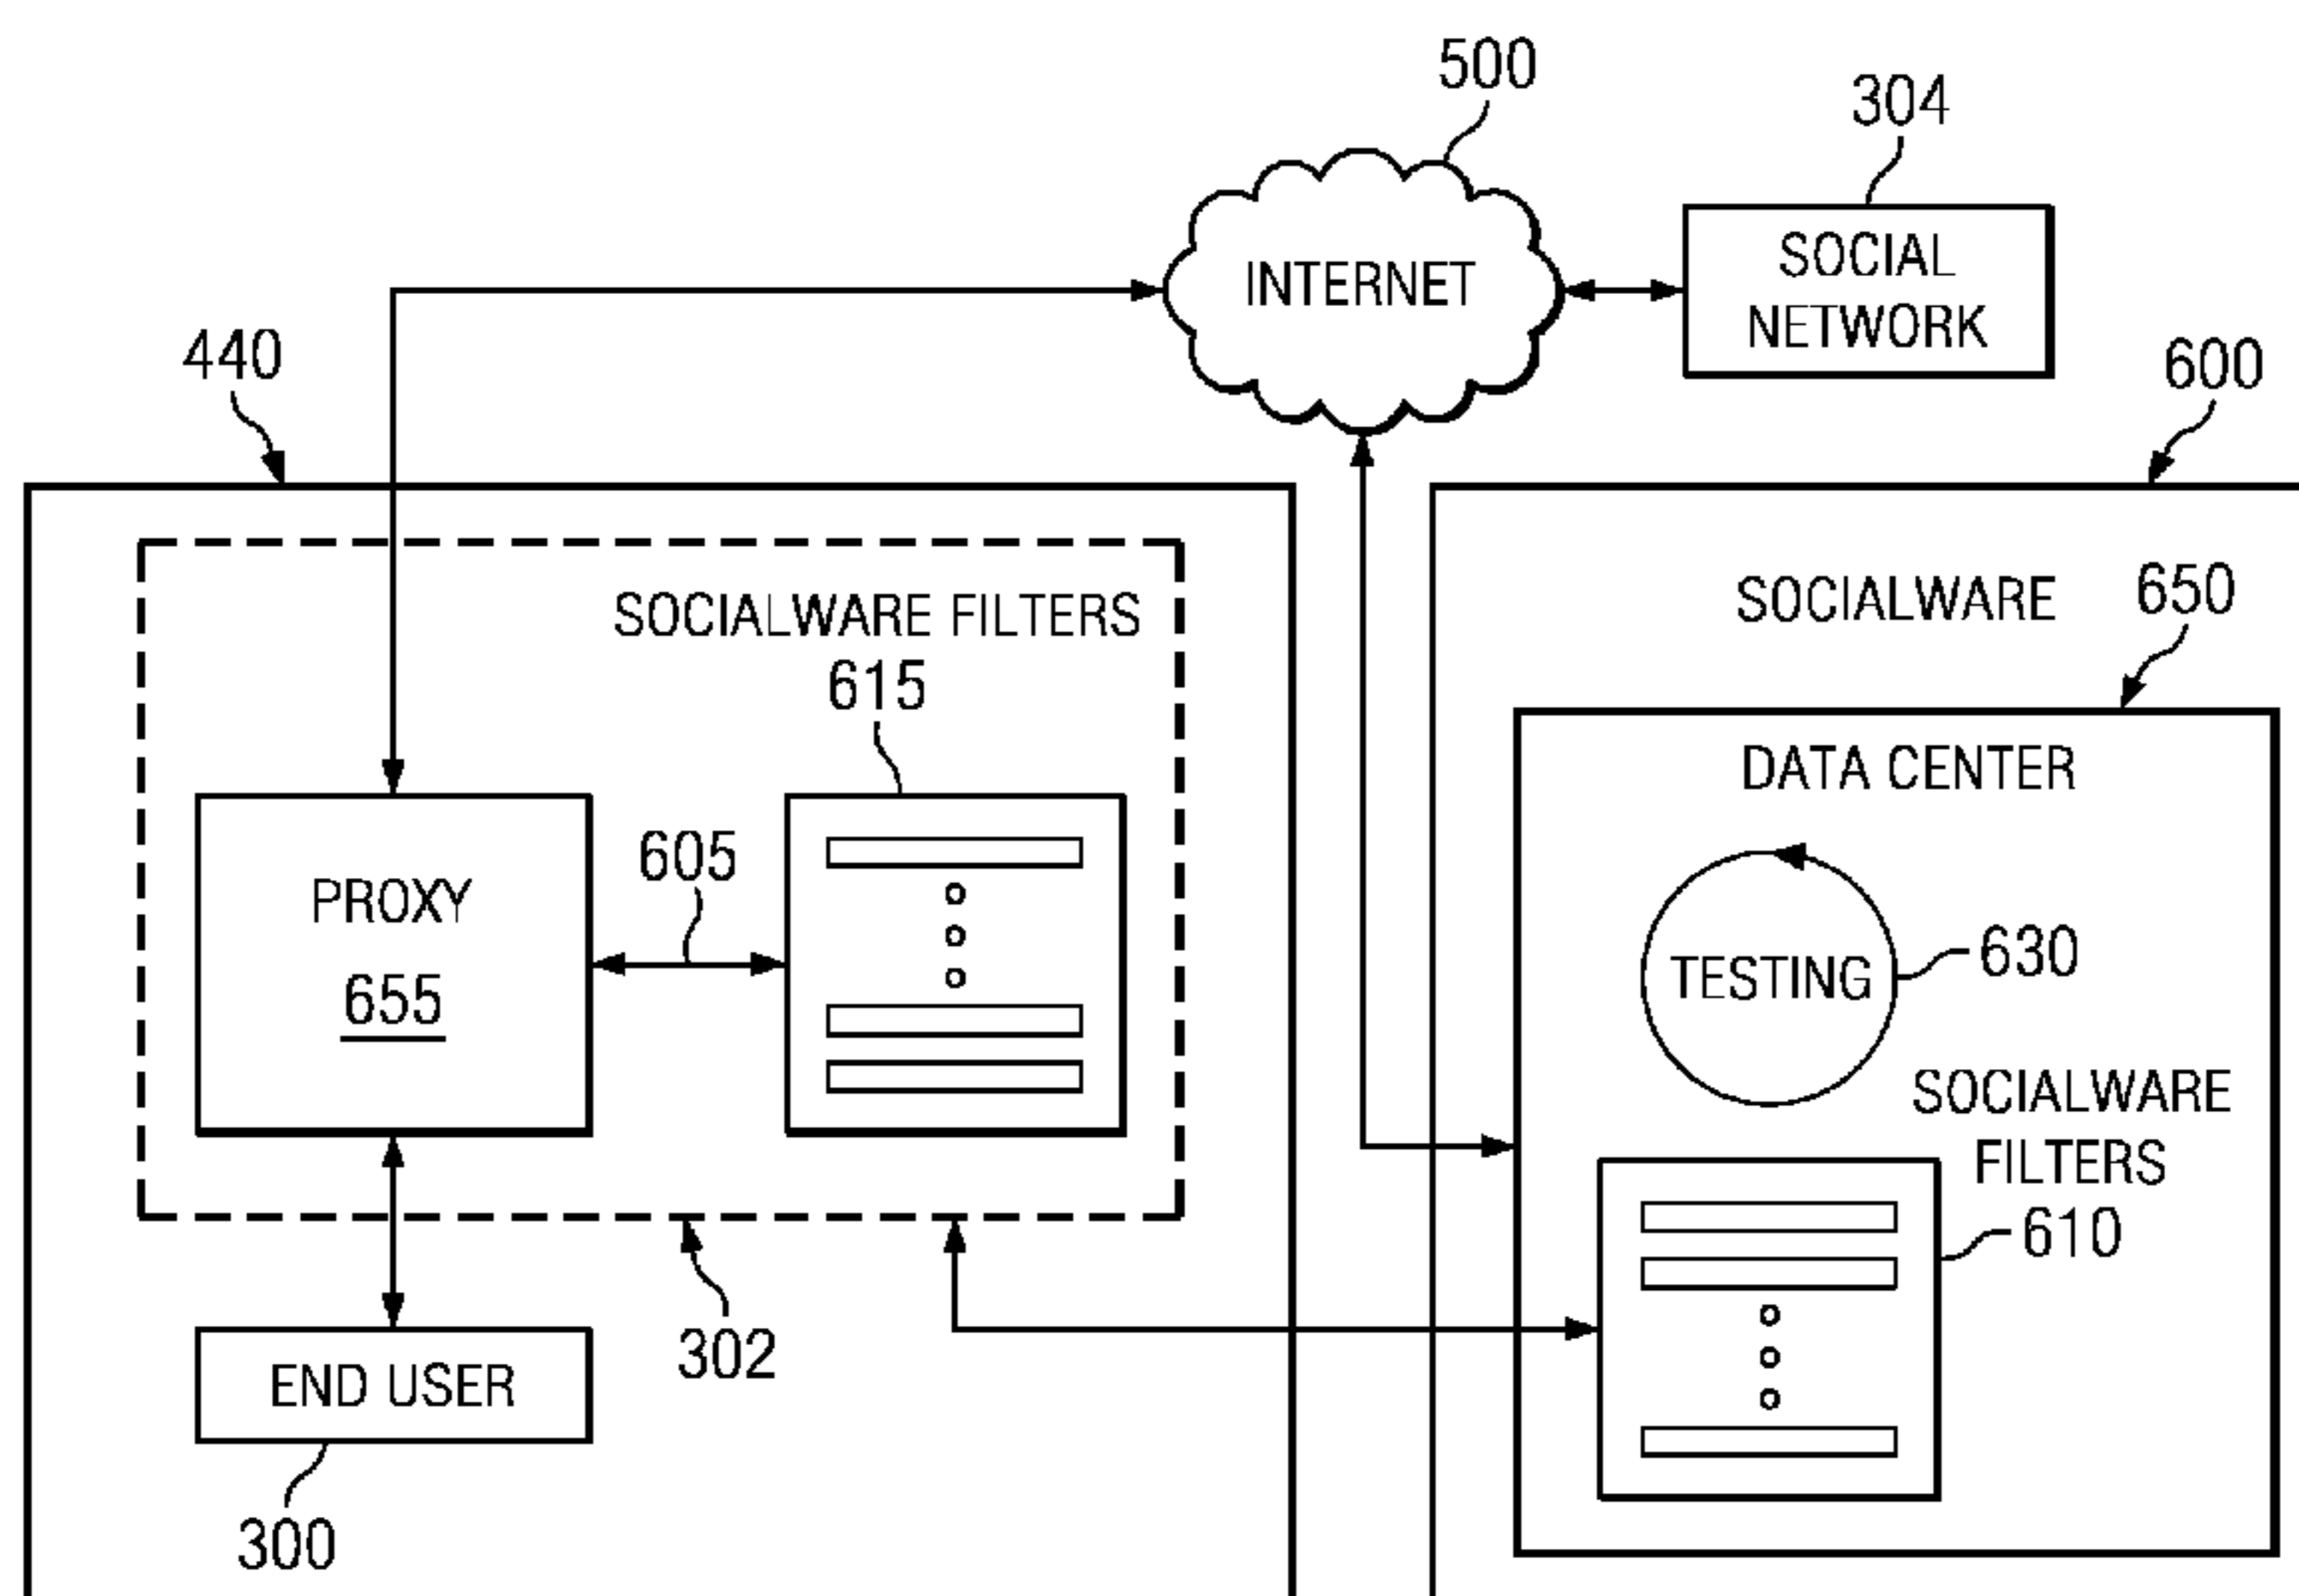 500
304
INTERNET
SOCIAL
NETWORK
440
600
SOCIALWARE FILTERS
615
SOCIALWARE
650
DATA CENTER
PROXY
655
605
TESTING
630
SOCIALWARE
FILTERS
610
302
END USER
300